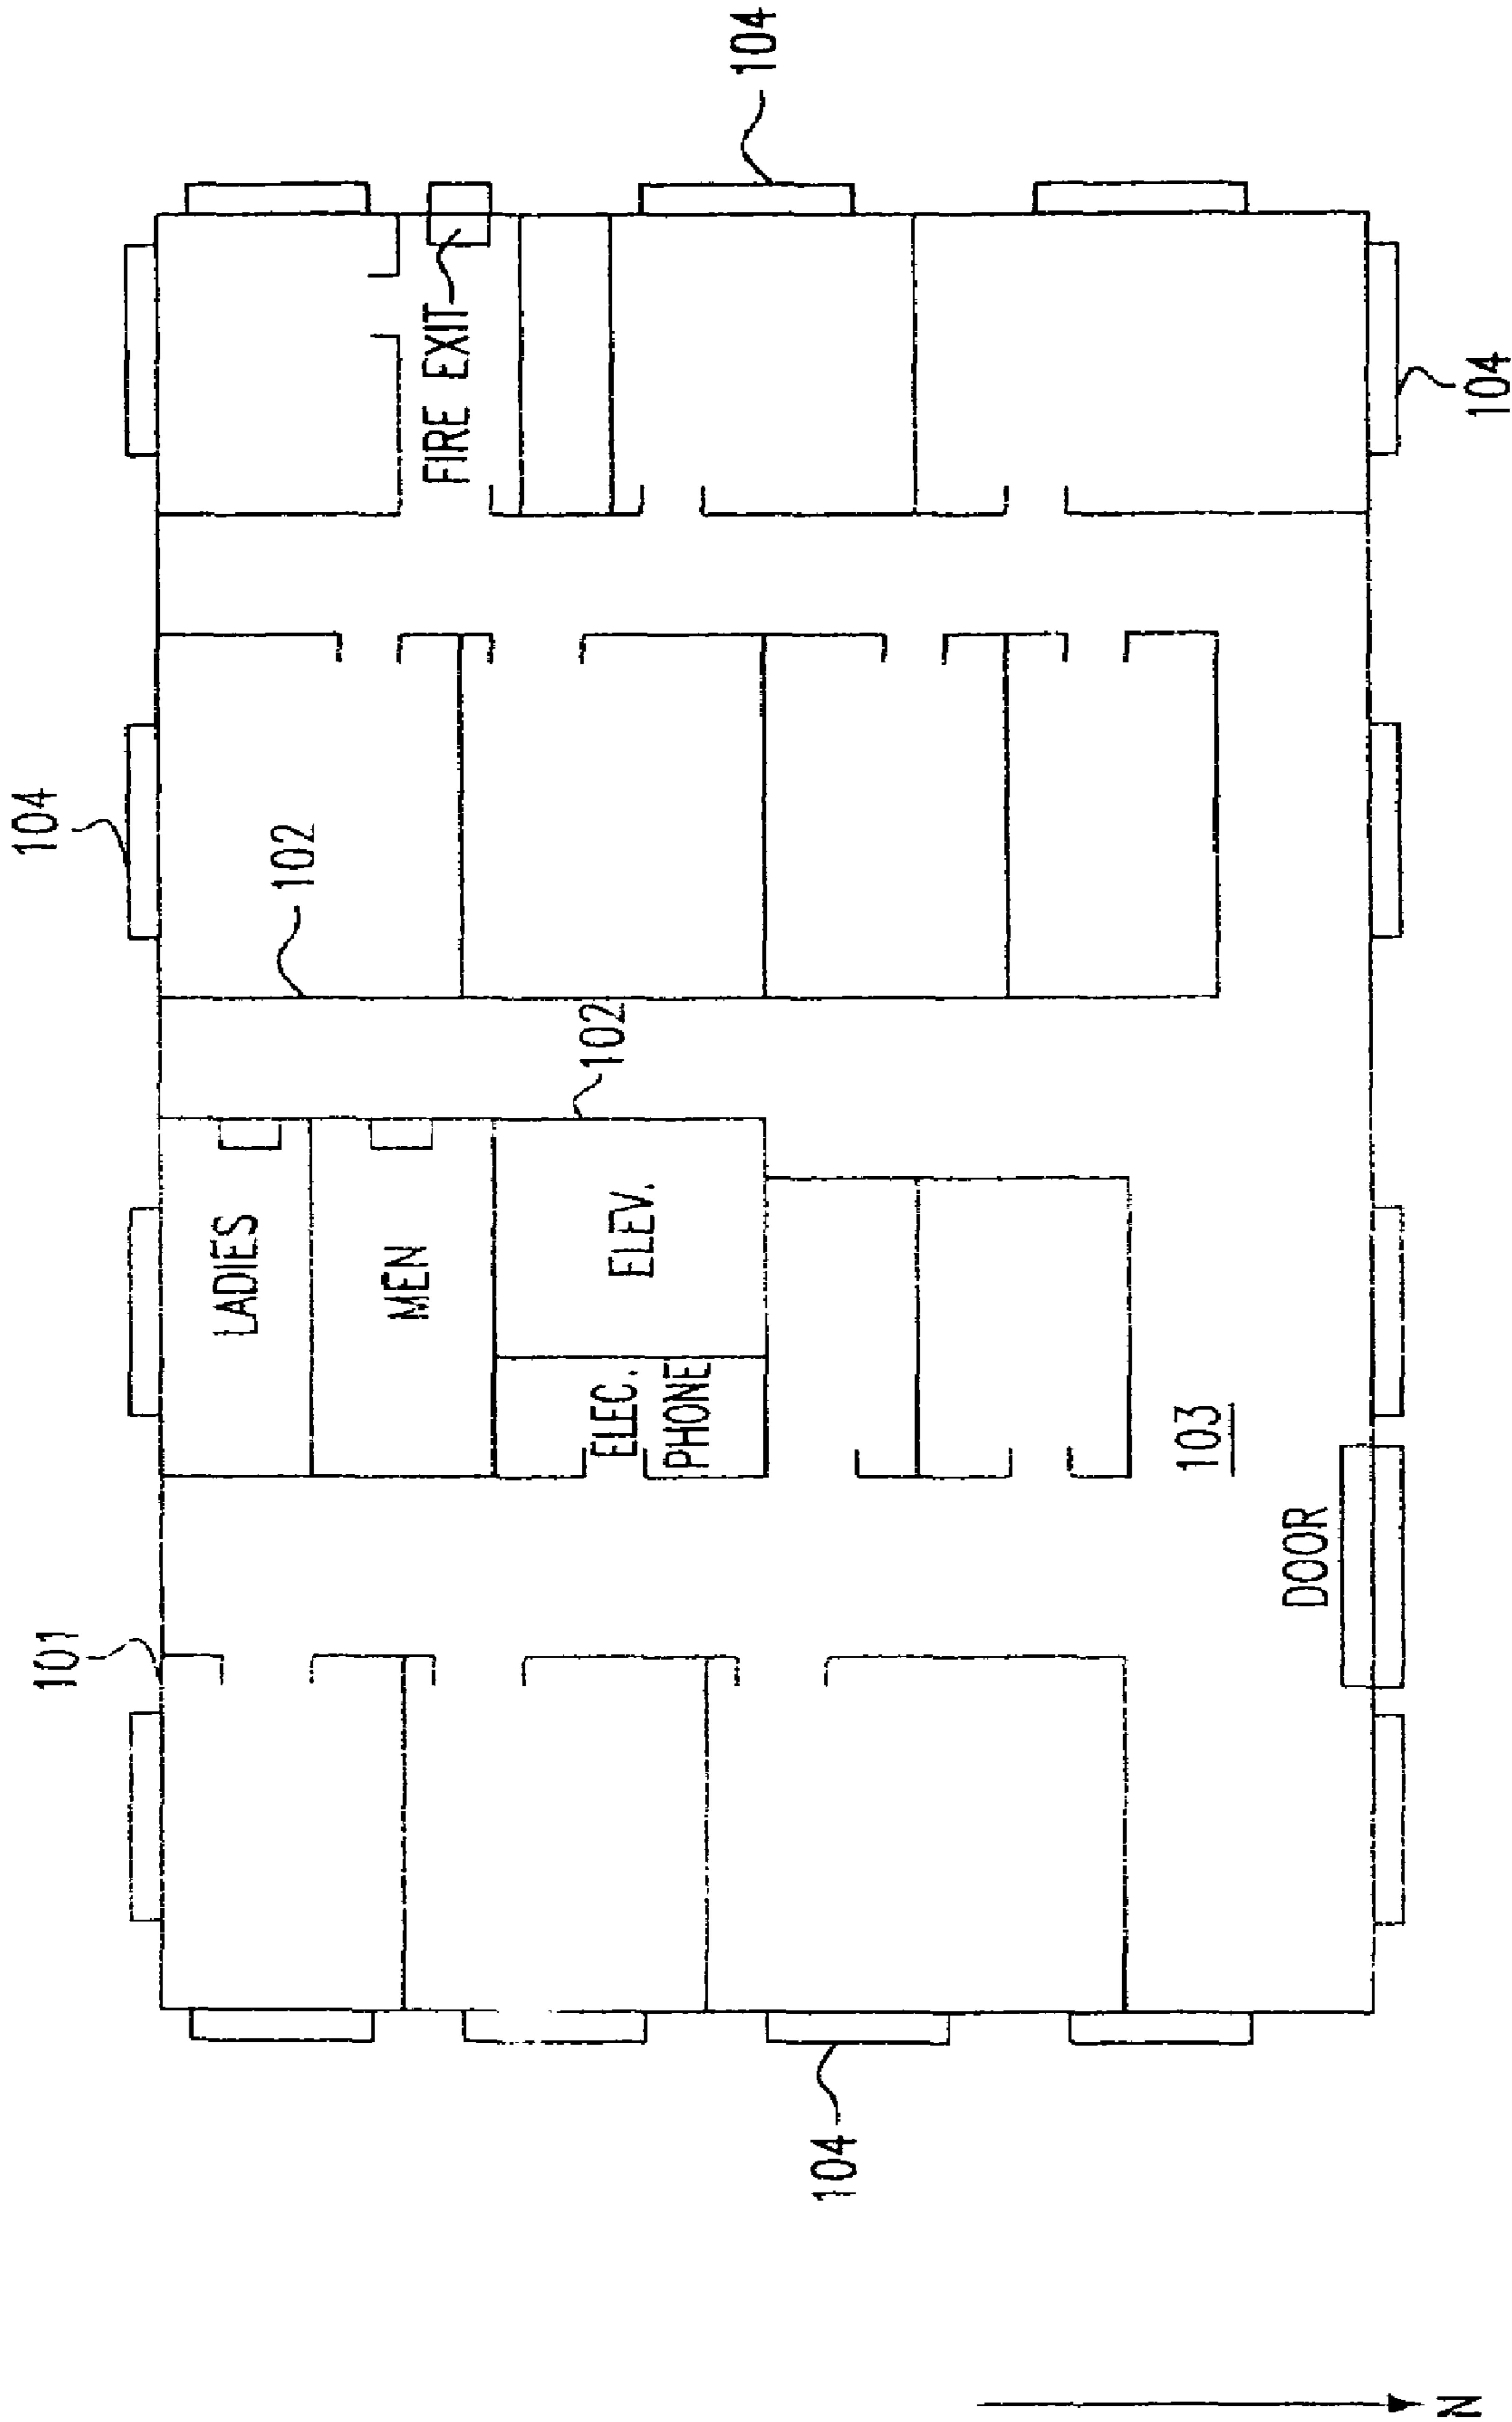 101
104
LADIES
102
MEN
FIRE EXIT
102
ELEC.
PHONE
ELEV.
104
104
103
DOOR
104
N